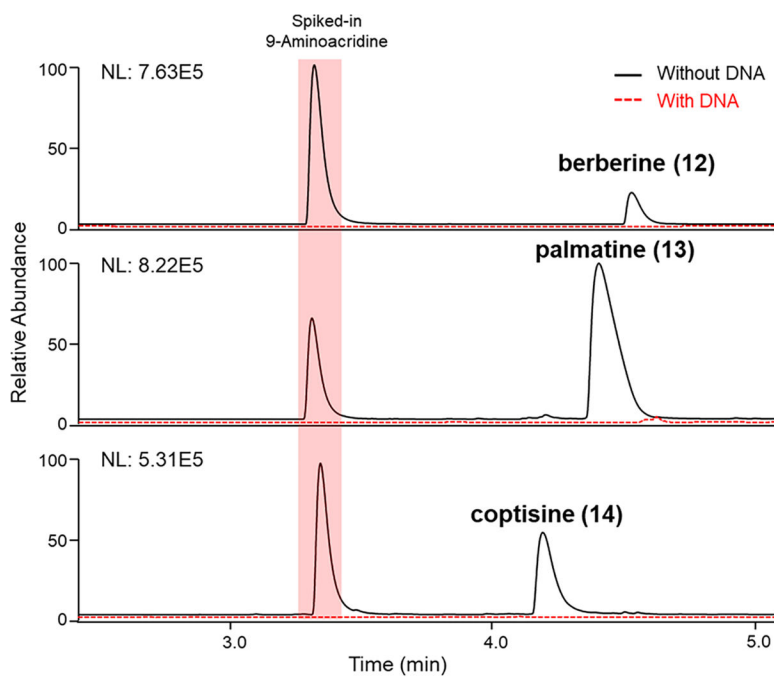 Spiked-in
9-Aminoacridine
100
NL: 7.63E5
Without DNA
With DNA
50
berberine (12)
0
palmatine (13)
100
NL: 8.22E5
50
0
Relative Abundance
100
NL: 5.31E5
coptisine (14)
50
0
3.0 4.0 5.0
Time (min)